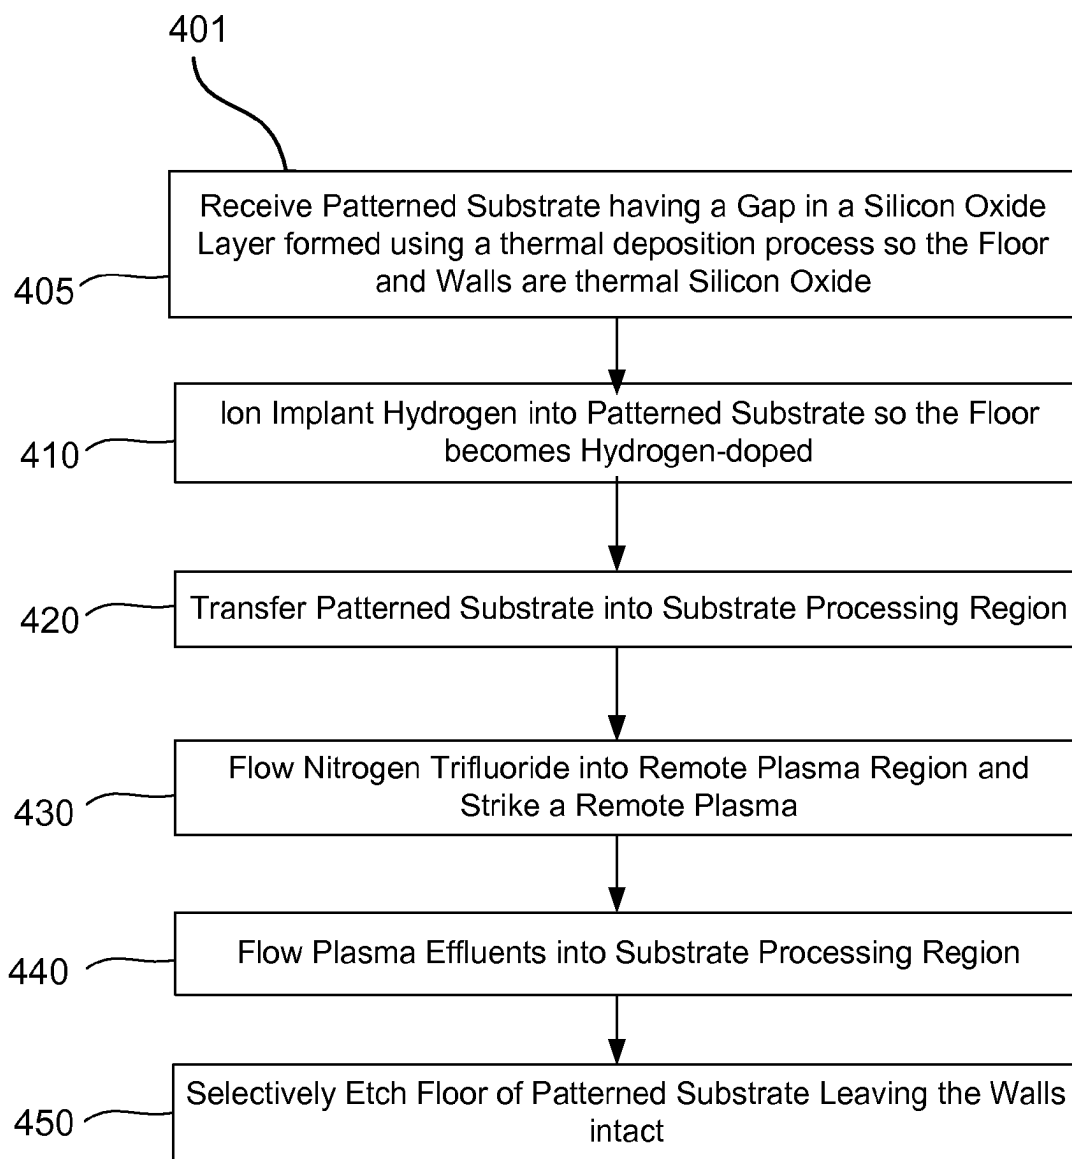 401
Receive Patterned Substrate having a Gap in a Silicon Oxide
Layer formed using a thermal deposition process so the Floor
and Walls are thermal Silicon Oxide
405
Ion Implant Hydrogen into Patterned Substrate so the Floor
becomes Hydrogen-doped
410
Transfer Patterned Substrate into Substrate Processing Region
420
Flow Nitrogen Trifluoride into Remote Plasma Region and
Strike a Remote Plasma
430
Flow Plasma Effluents into Substrate Processing Region
440
Selectively Etch Floor of Patterned Substrate Leaving the Walls
intact
450